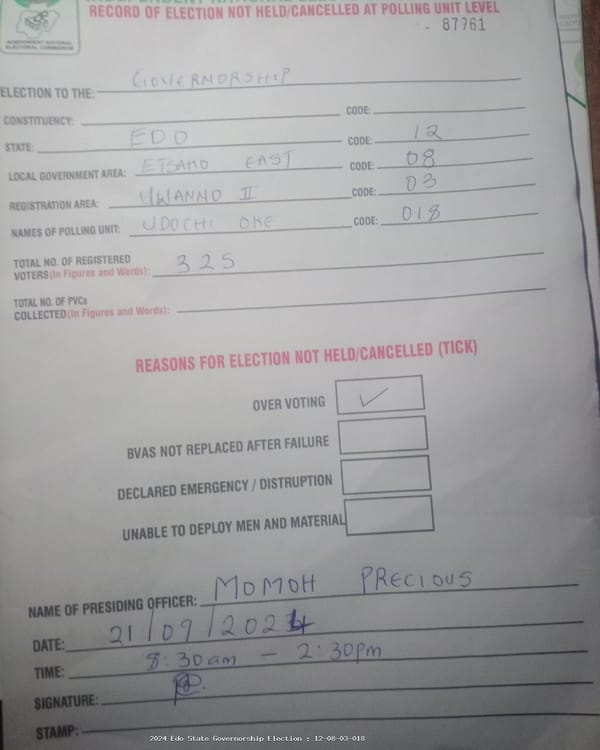 RECORD OF ELECTION NOT HELD/CANCELLED AT POLLING UNIT LEVEL
- 87761
INDEPENDENT NATIONAL
ELECTORAL COMMISSION
ELECTION TO THE: GOVERNORSHIP
CONSTITUENCY: CODE:
STATE: EDO CODE: 12
LOCAL GOVERNMENT AREA: ETSAKO EAST CODE: 08
REGISTRATION AREA: UWANNO II CODE: 03
NAMES OF POLLING UNIT: UDOCHI OKE CODE: 018
TOTAL NO. OF REGISTERED
VOTERS (In Figures and Words): 325
TOTAL NO. OF PVCs
COLLECTED (In Figures and Words):
REASONS FOR ELECTION NOT HELD/CANCELLED (TICK)
OVER VOTING ✓
BVAS NOT REPLACED AFTER FAILURE
DECLARED EMERGENCY / DISTRUPTION
UNABLE TO DEPLOY MEN AND MATERIAL
NAME OF PRESIDING OFFICER: MOMOH PRECIOUS
DATE: 21/09/2024
TIME: 8:30am - 2:30pm
SIGNATURE:
STAMP:
2024 Edo State Governorship Election : 12-08-03-018